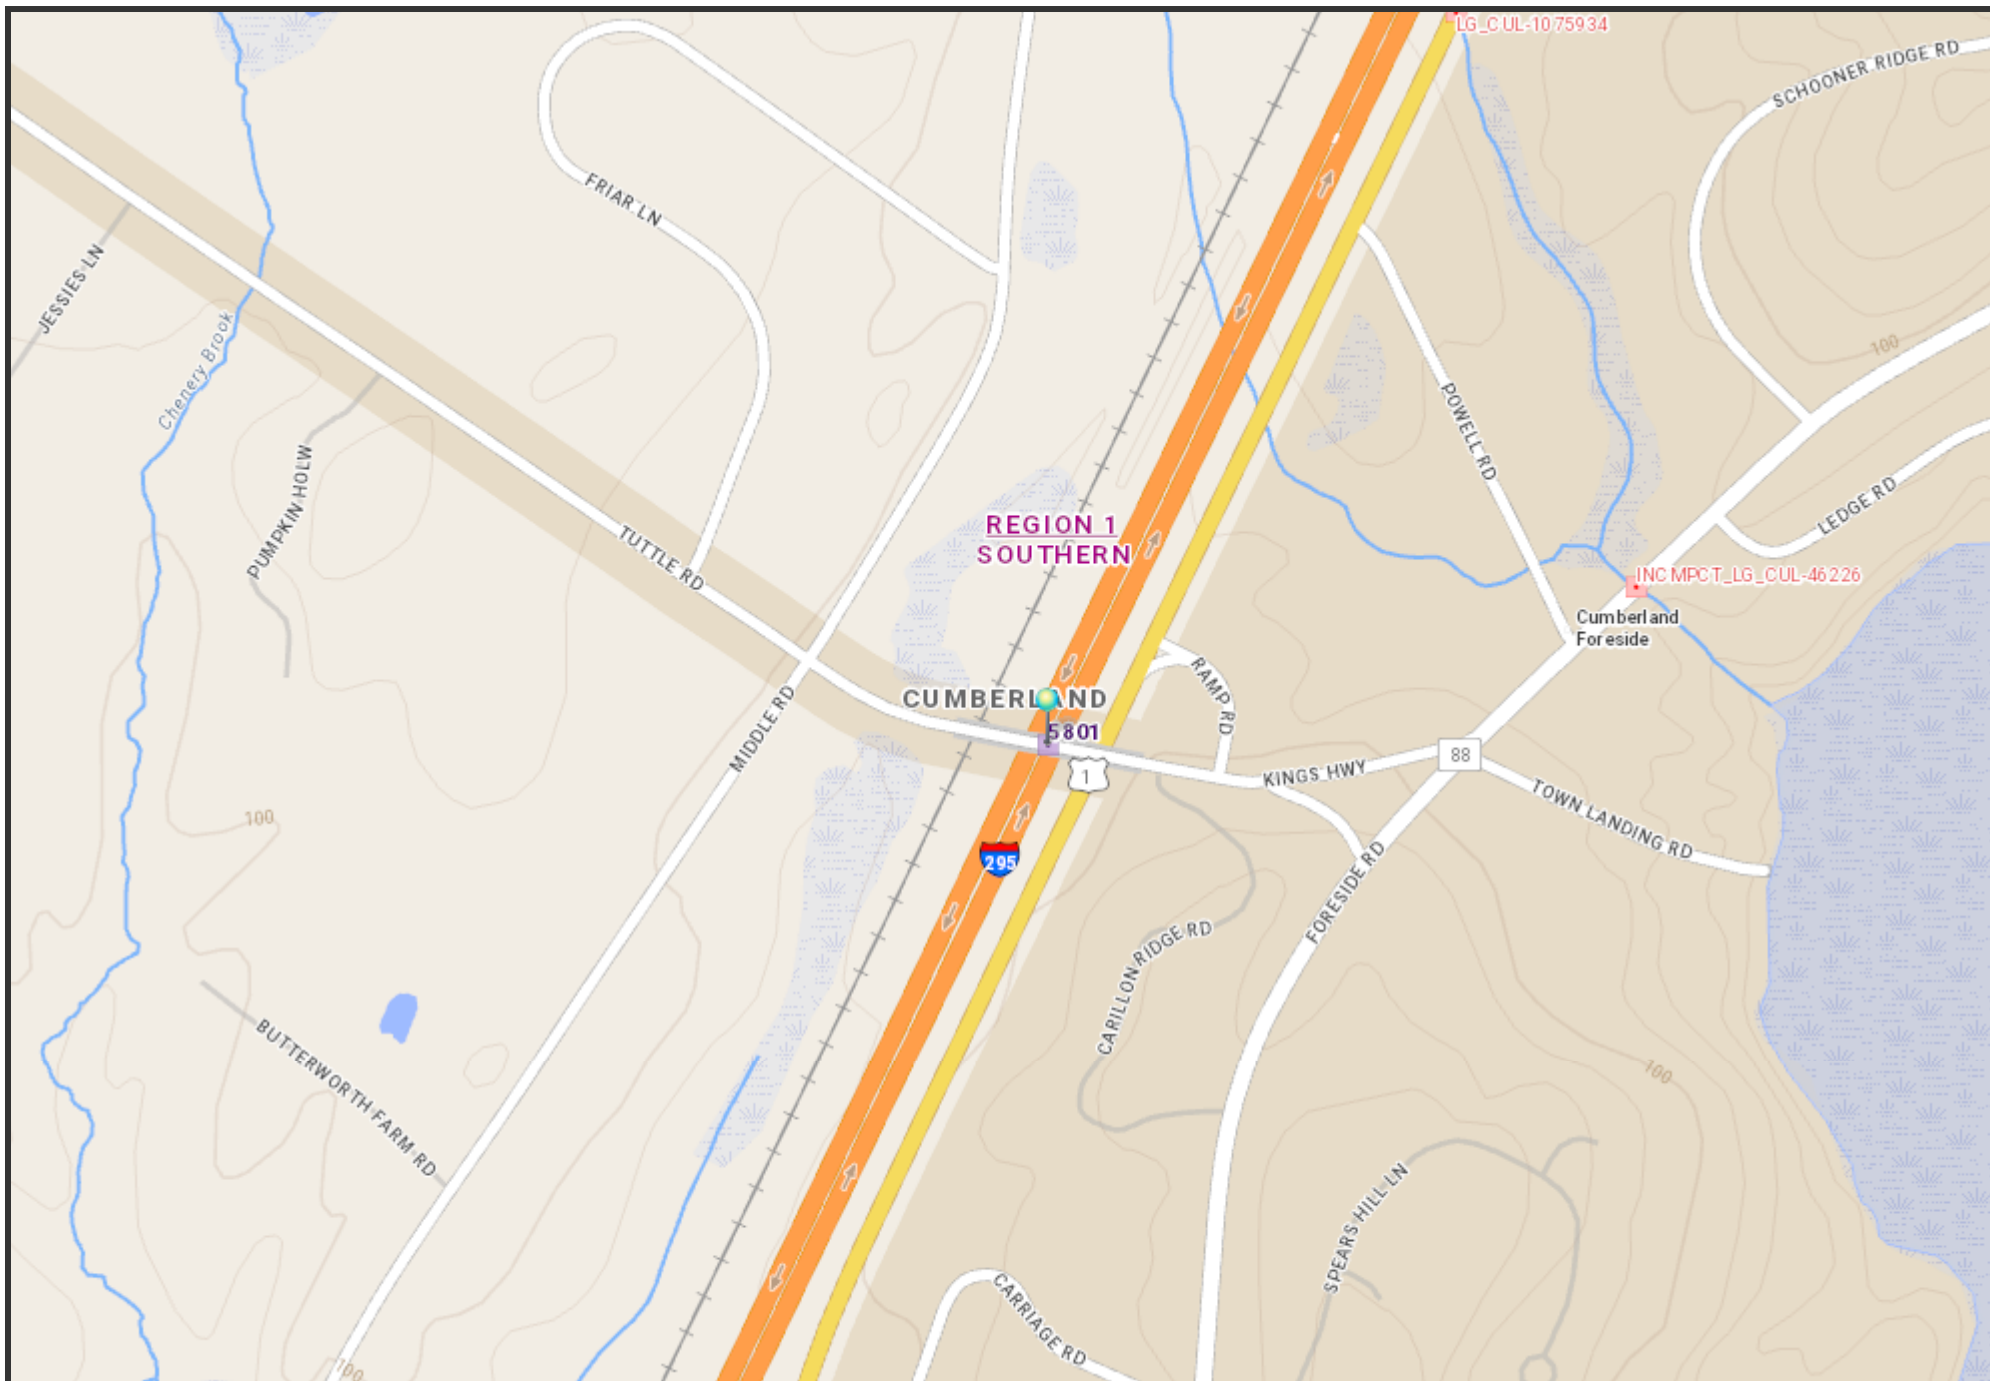 LG_CUL-1075934
SCHOONER RIDGE RD
FRIAR LN
JESSIES LN
Chenery Brook
100
POWELL RD
PUMPKIN HOLW
LEDGE RD
TUTTLE RD
REGION 1
SOUTHERN
INCMPCT_LG_CUL-46226
Cumberland
Foreside
RAMP RD
CUMBERLAND
MIDDLE RD
5801
1
88
KINGS HWY
TOWN LANDING RD
100
295
FORESIDE RD
CARILLON RIDGE RD
BUTTERWORTH FARM RD
100
SPEARS HILL LN
CARRIAGE RD
100